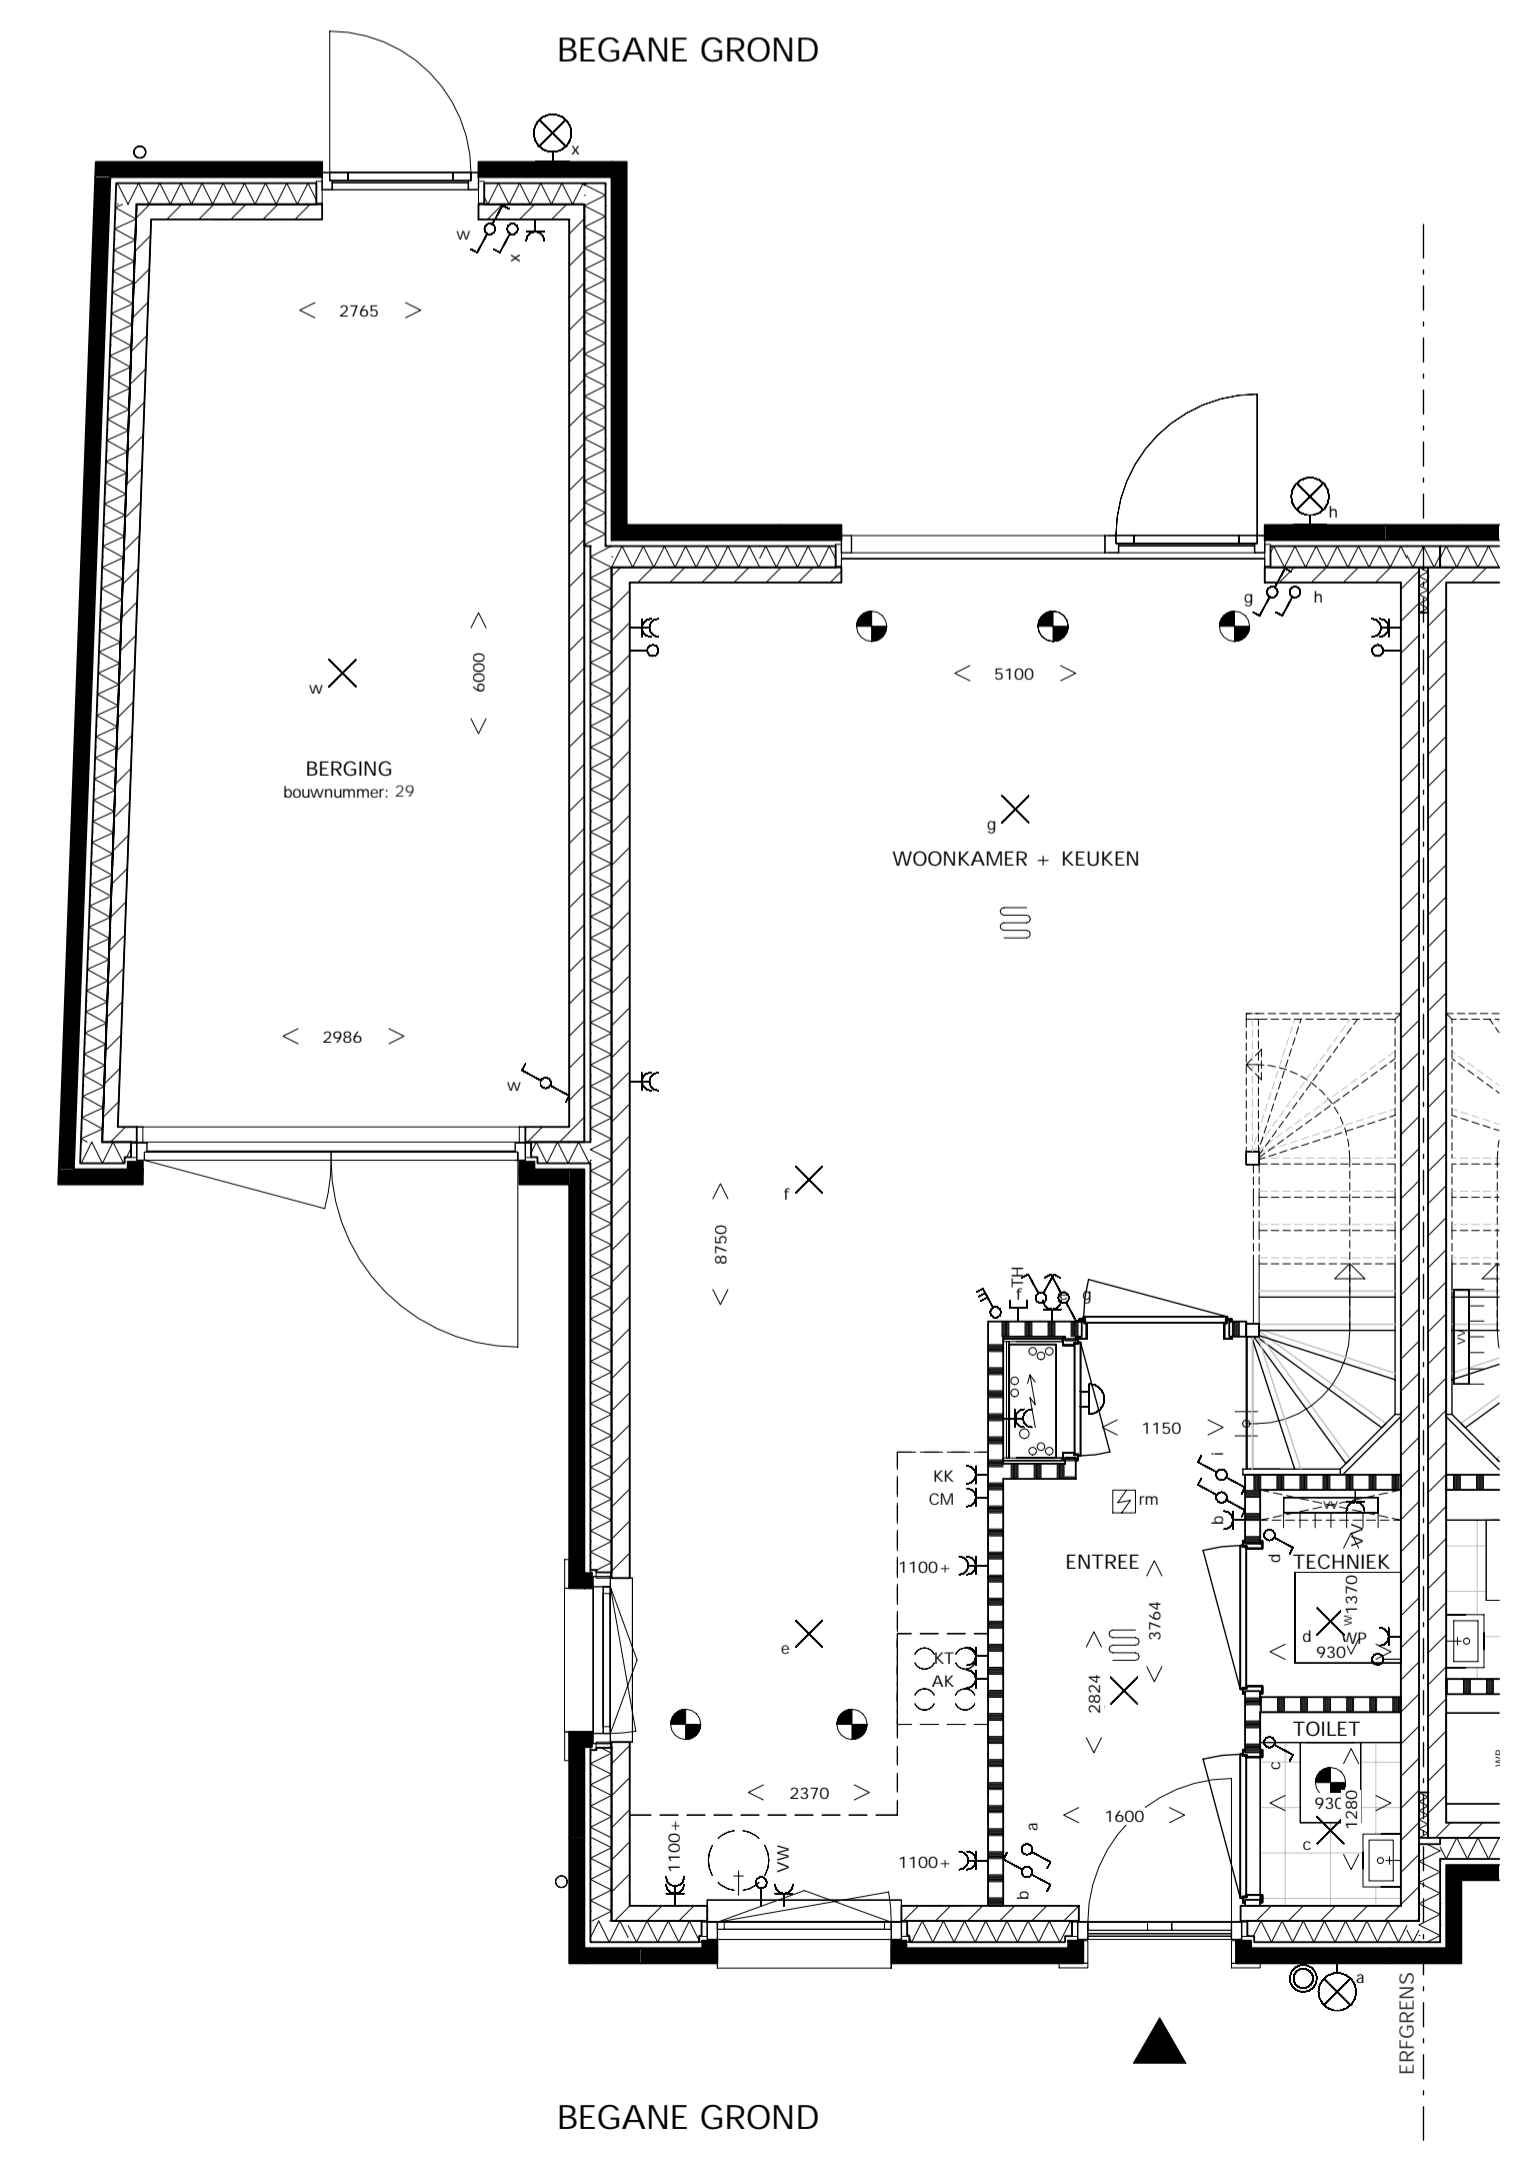 BEGANE GROND
x
w
x
2765
h
g
h
6000
5100
w
BERGING
bouwnummer: 29
g
WOONKAMER + KEUKEN
2986
w
f
8750
TH
f
g
1150
i
KK
CM
rm
b
W
VV
1100+
ENTREE
d
TECHNIEK
1370
3764
e
d
W
WP
930
KT
AK
2824
TOILET
c
2370
1600
930
1280
c
a
1100+
VW
1100+
b
a
ERFGRENS
BEGANE GROND